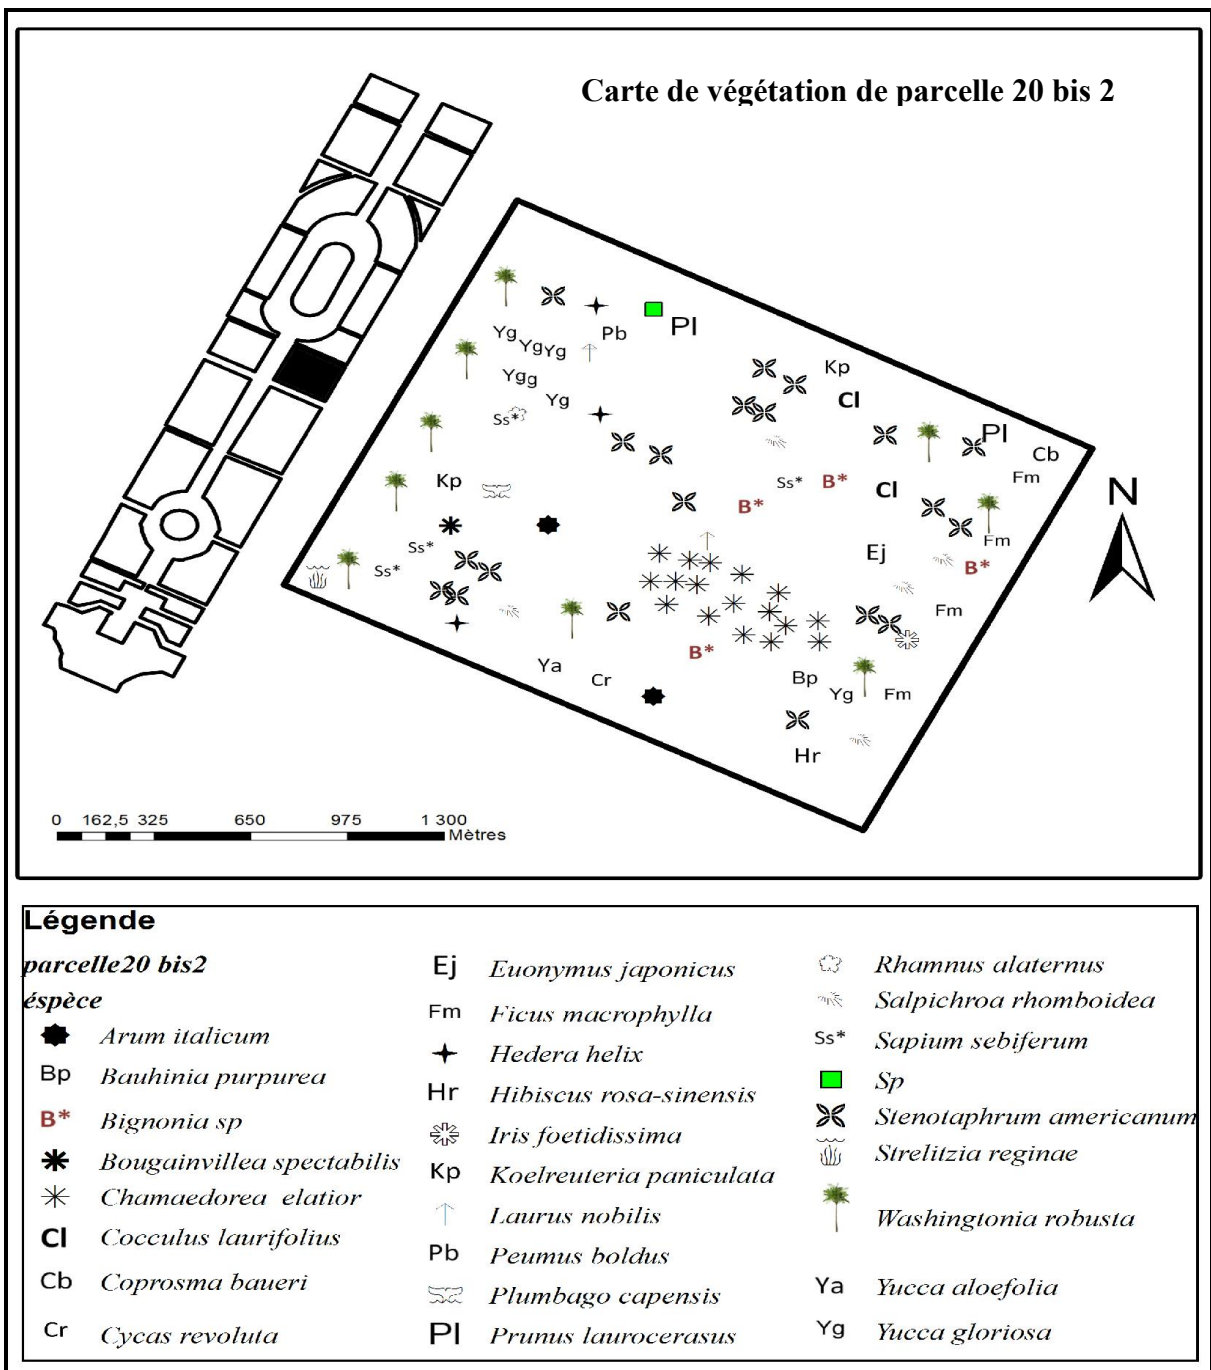 Carte de végétation de parcelle 20 bis 2
Pb
Pl
Yg
YgYg
Ygg
Yg
Kp
Cl
Ss*
Pl
Cb
Fm
Kp
Ss*
B*
Cl
B*
N
Fm
Ss*
Ej
B*
Ss*
Fm
B*
Ya
Cr
Bp
Yg
Fm
Hr
0 162,5 325 650 975 1 300
Mètres
Légende
parcelle20 bis2
éspèce
Arum italicum
Bp Bauhinia purpurea
B* Bignonia sp
Bougainvillea spectabilis
Chamaedorea elatior
Cl Cocculus laurifolius
Cb Coprosma baueri
Cr Cycas revoluta
Ej Euonymus japonicus
Fm Ficus macrophylla
Hedera helix
Hr Hibiscus rosa-sinensis
Iris foetidissima
Kp Koelreuteria paniculata
Laurus nobilis
Pb Peumus boldus
Plumbago capensis
Pl Prunus laurocerasus
Rhamnus alaternus
Salpichroa rhomboidea
Ss* Sapium sebiferum
Sp
Stenotaphrum americanum
Strelitzia reginae
Washingtonia robusta
Ya Yucca aloefolia
Yg Yucca gloriosa